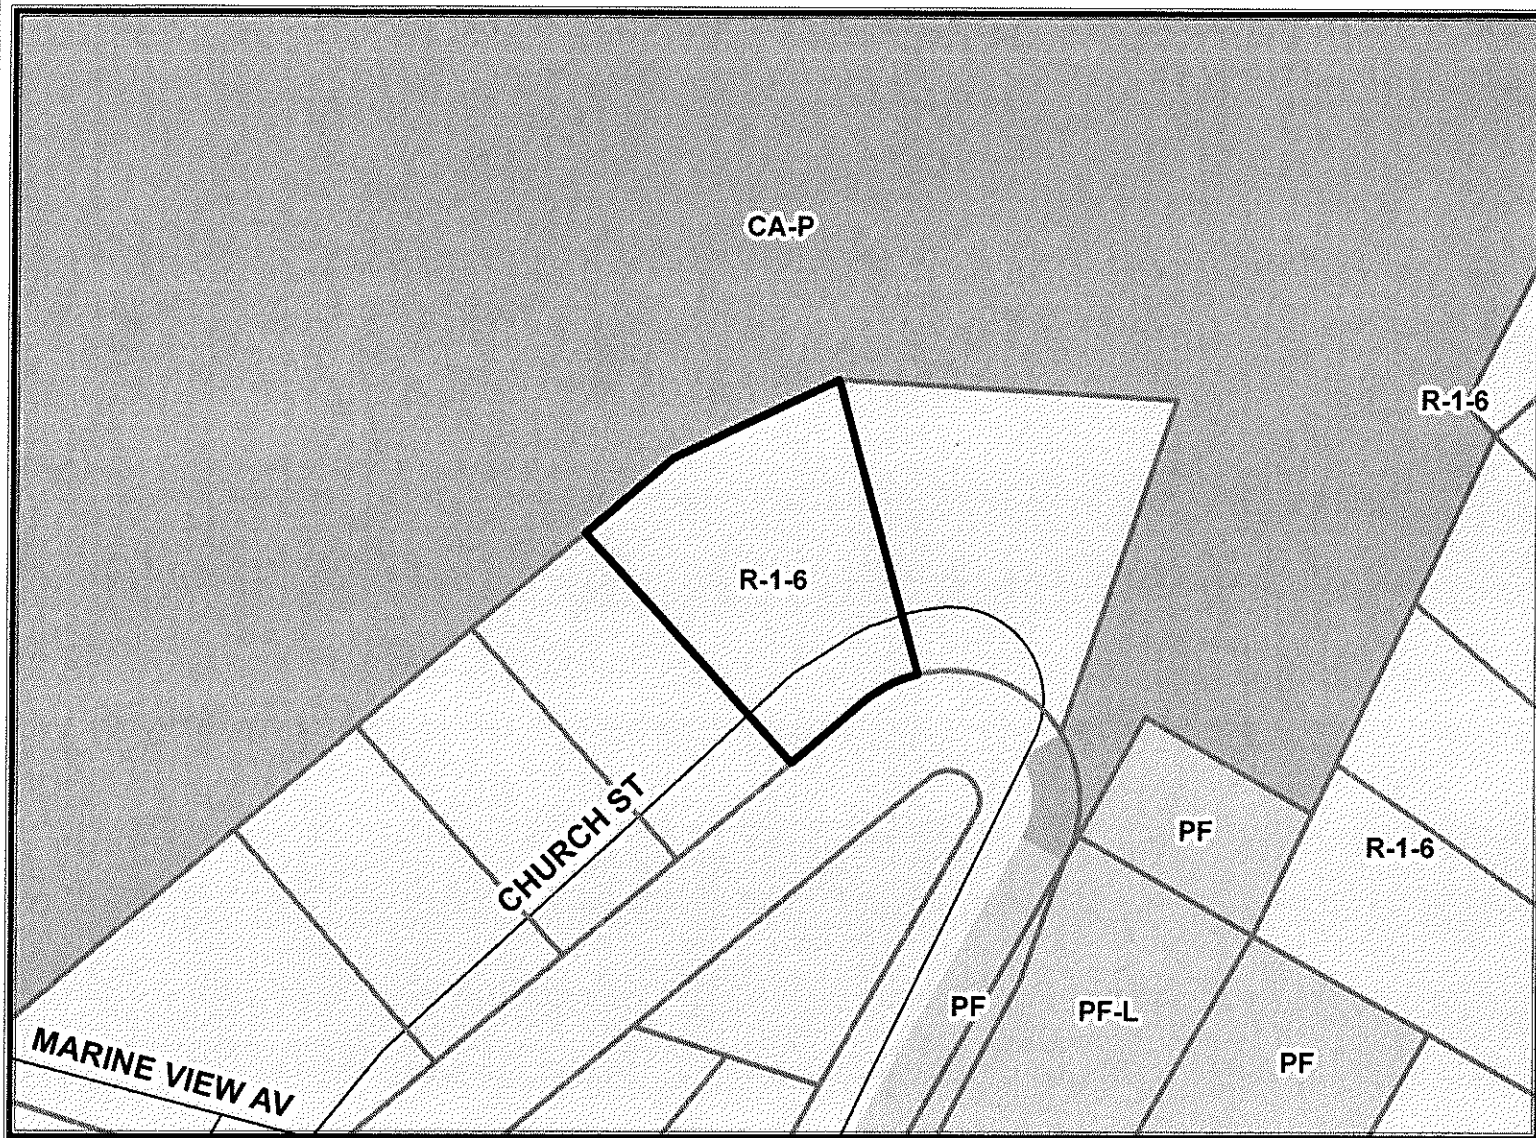 CA-P
R-1-6
R-1-6
CHURCH ST
PF
R-1-6
PF
PF-L
PF
MARINE VIEW AV